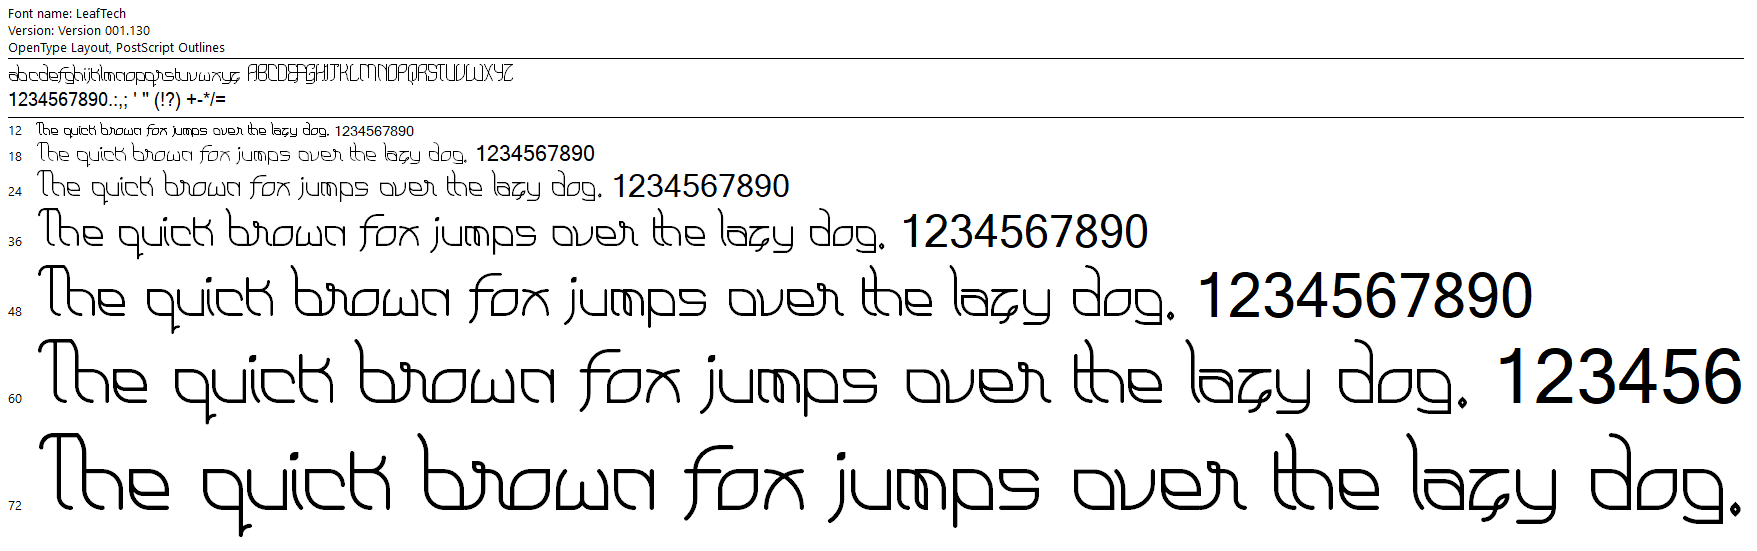 Font name: LeafTech
Version: Version 001.130
OpenType Layout, PostScript Outlines
abcdefghijklmnopqrstuvwxyz ABCDEFGHIJKLMNOPQRSTUVWXYZ
1234567890.:,; ' " (!?) +-*/=
12 The quick brown fox jumps over the lazy dog. 1234567890
18 The quick brown fox jumps over the lazy dog. 1234567890
24 The quick brown fox jumps over the lazy dog. 1234567890
36 The quick brown fox jumps over the lazy dog. 1234567890
48 The quick brown fox jumps over the lazy dog. 1234567890
60 The quick brown fox jumps over the lazy dog. 123456
72 The quick brown fox jumps over the lazy dog.